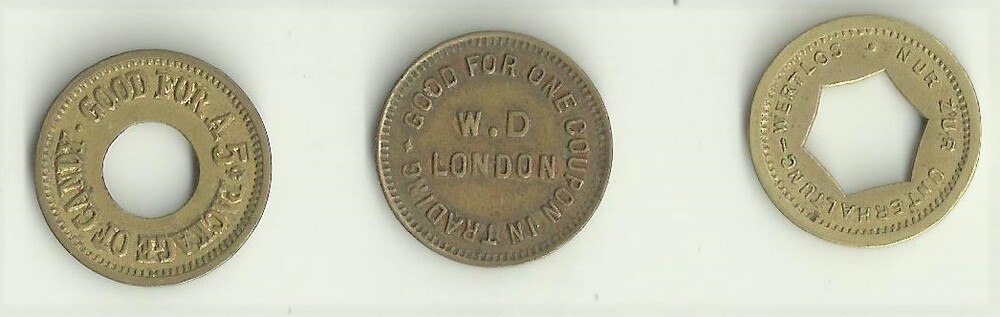 GOOD FOR A 5¢ PACKAGE OF CANDY ·
GOOD FOR ONE COUPON IN TRADING
W.D
LONDON
NUR ZUR UNTERHALTUNG-WERTLOS ·